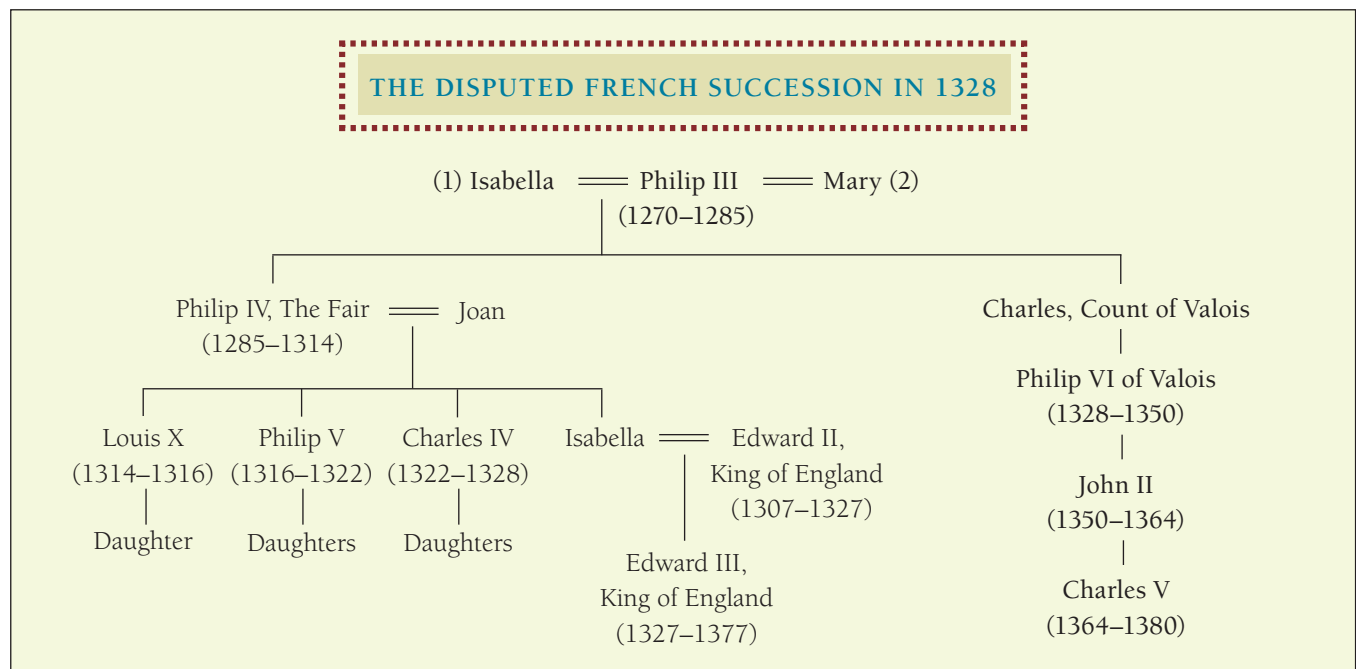 THE DISPUTED FRENCH SUCCESSION IN 1328
(1) Isabella Philip III Mary (2)
(1270–1285)
Philip IV, The Fair Joan
(1285–1314)
Charles, Count of Valois
Philip VI of Valois
(1328–1350)
Louis X
(1314–1316)
Philip V
(1316–1322)
Charles IV
(1322–1328)
Isabella
Edward II,
King of England
(1307–1327)
John II
(1350–1364)
Daughter
Daughters
Daughters
Edward III,
King of England
(1327–1377)
Charles V
(1364–1380)